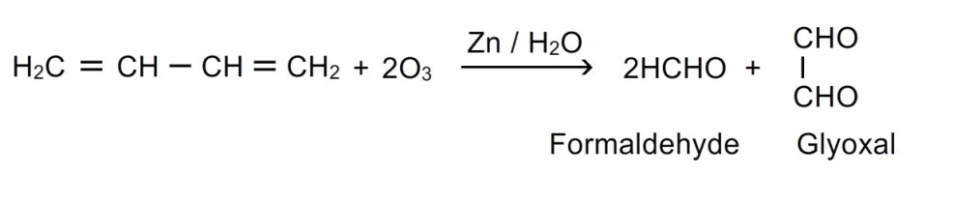 H₂C = CH – CH = CH₂ + 2O₃ Zn / H₂O → 2HCHO + CHO
|
CHO
Formaldehyde Glyoxal